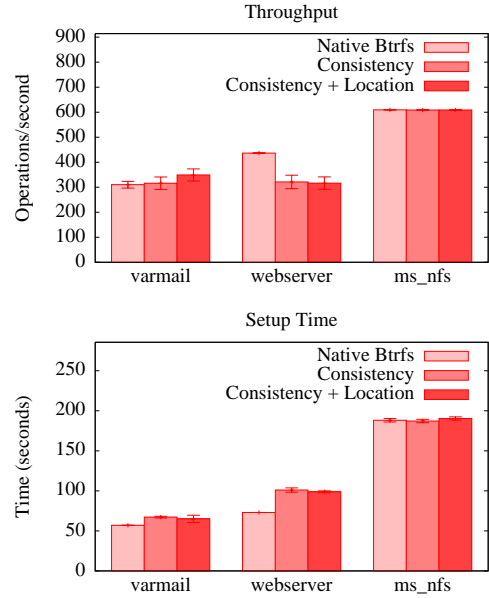 Throughput
Operations/second
900
800
700
600
500
400
300
200
100
0
Native Btrfs
Consistency
Consistency + Location
varmail webserver ms_nfs
Setup Time
Time (seconds)
250
200
150
100
50
0
Native Btrfs
Consistency
Consistency + Location
varmail webserver ms_nfs